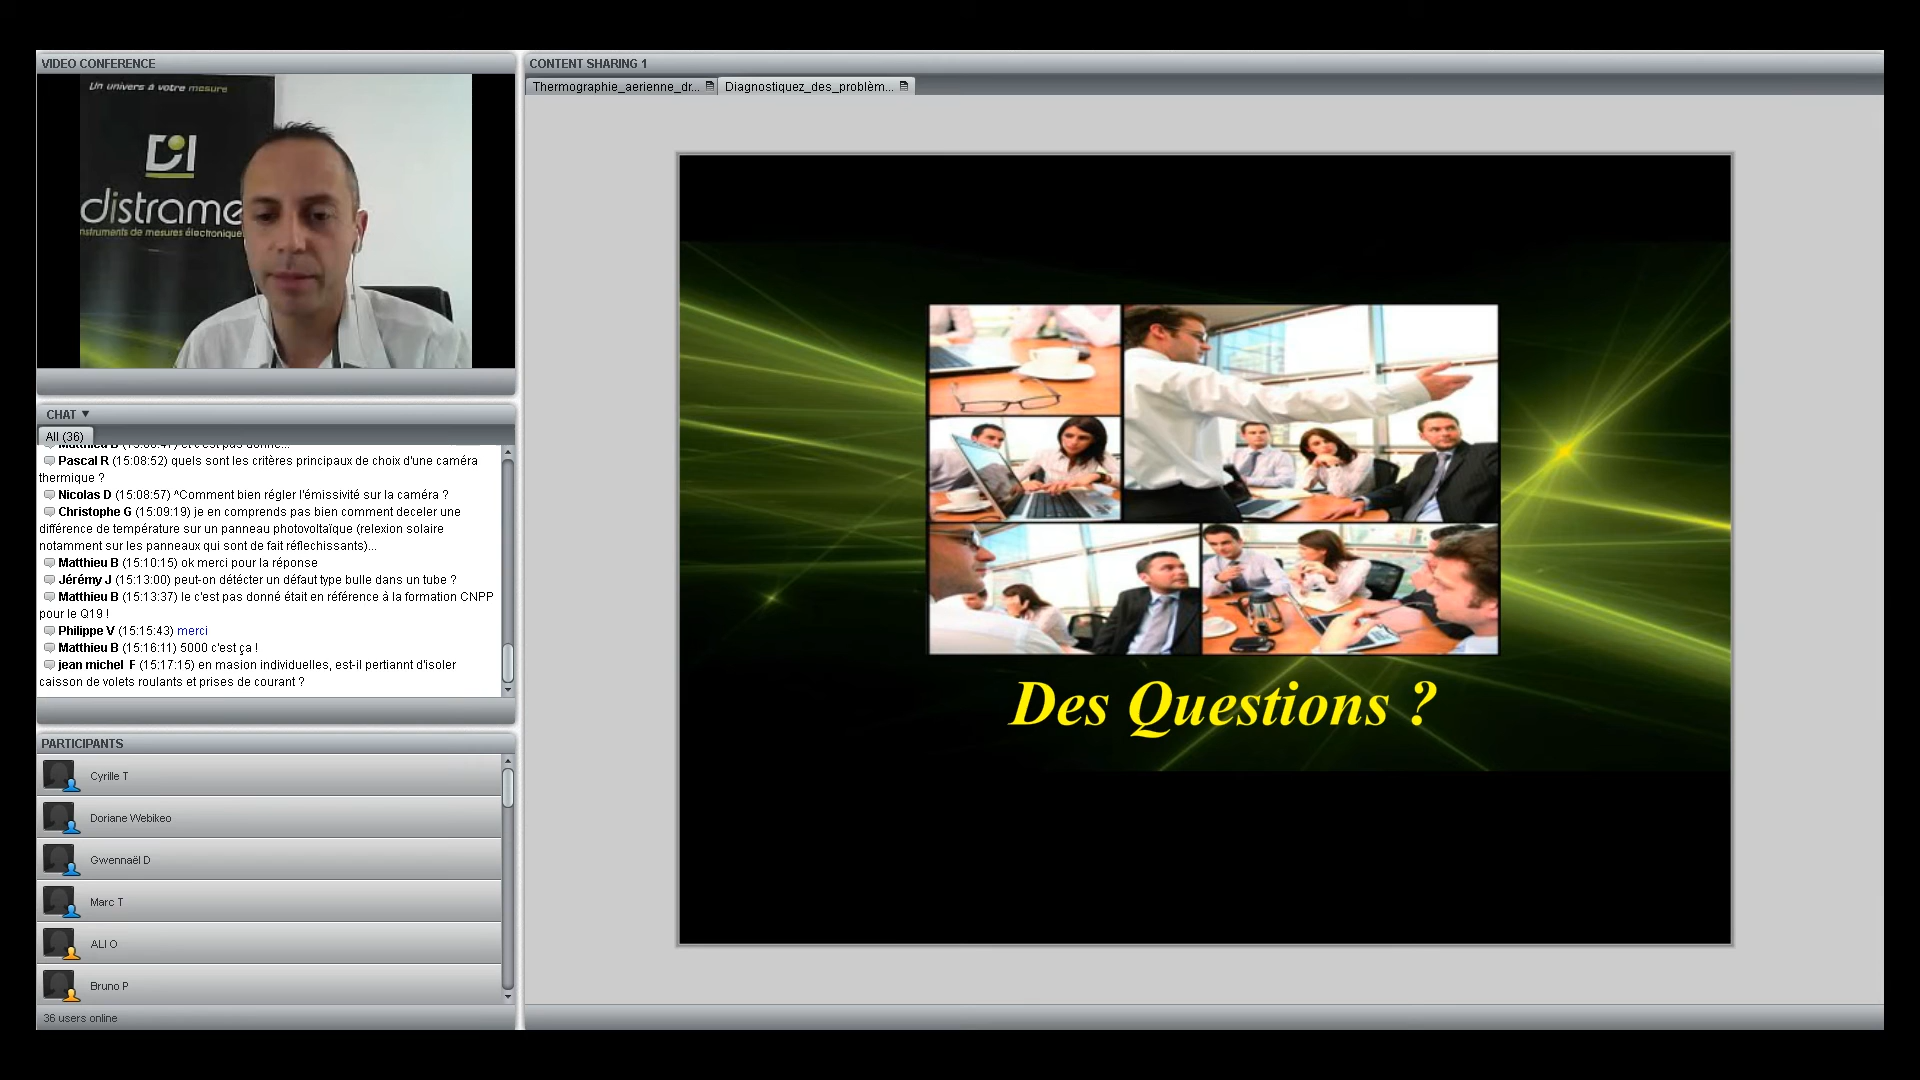 VIDEO CONFERENCE
Un univers à votre mesure
distrame
nstruments de mesures électronique
CHAT ▼
All (36)
Matthieu B
Pascal R (15:08:52) quels sont les critères principaux de choix d'une caméra
thermique ?
Nicolas D (15:08:57) ^Comment bien régler l'émissivité sur la caméra ?
Christophe G (15:09:19) je en comprends pas bien comment deceler une
différence de température sur un panneau photovoltaïque (relexion solaire
notamment sur les panneaux qui sont de fait réflechissants)...
Matthieu B (15:10:15) ok merci pour la réponse
Jérémy J (15:13:00) peut-on détécter un défaut type bulle dans un tube ?
Matthieu B (15:13:37) le c'est pas donné était en référence à la formation CNPP
pour le Q19 !
Philippe V (15:15:43) merci
Matthieu B (15:16:11) 5000 c'est ça !
jean michel F (15:17:15) en masion individuelles, est-il pertiannt d'isoler
caisson de volets roulants et prises de courant ?
PARTICIPANTS
Cyrille T
Doriane Webikeo
Gwennaël D
Marc T
ALI O
Bruno P
36 users online
CONTENT SHARING 1
Thermographie_aerienne_dr...
Diagnostiquez_des_problèm...
Des Questions ?